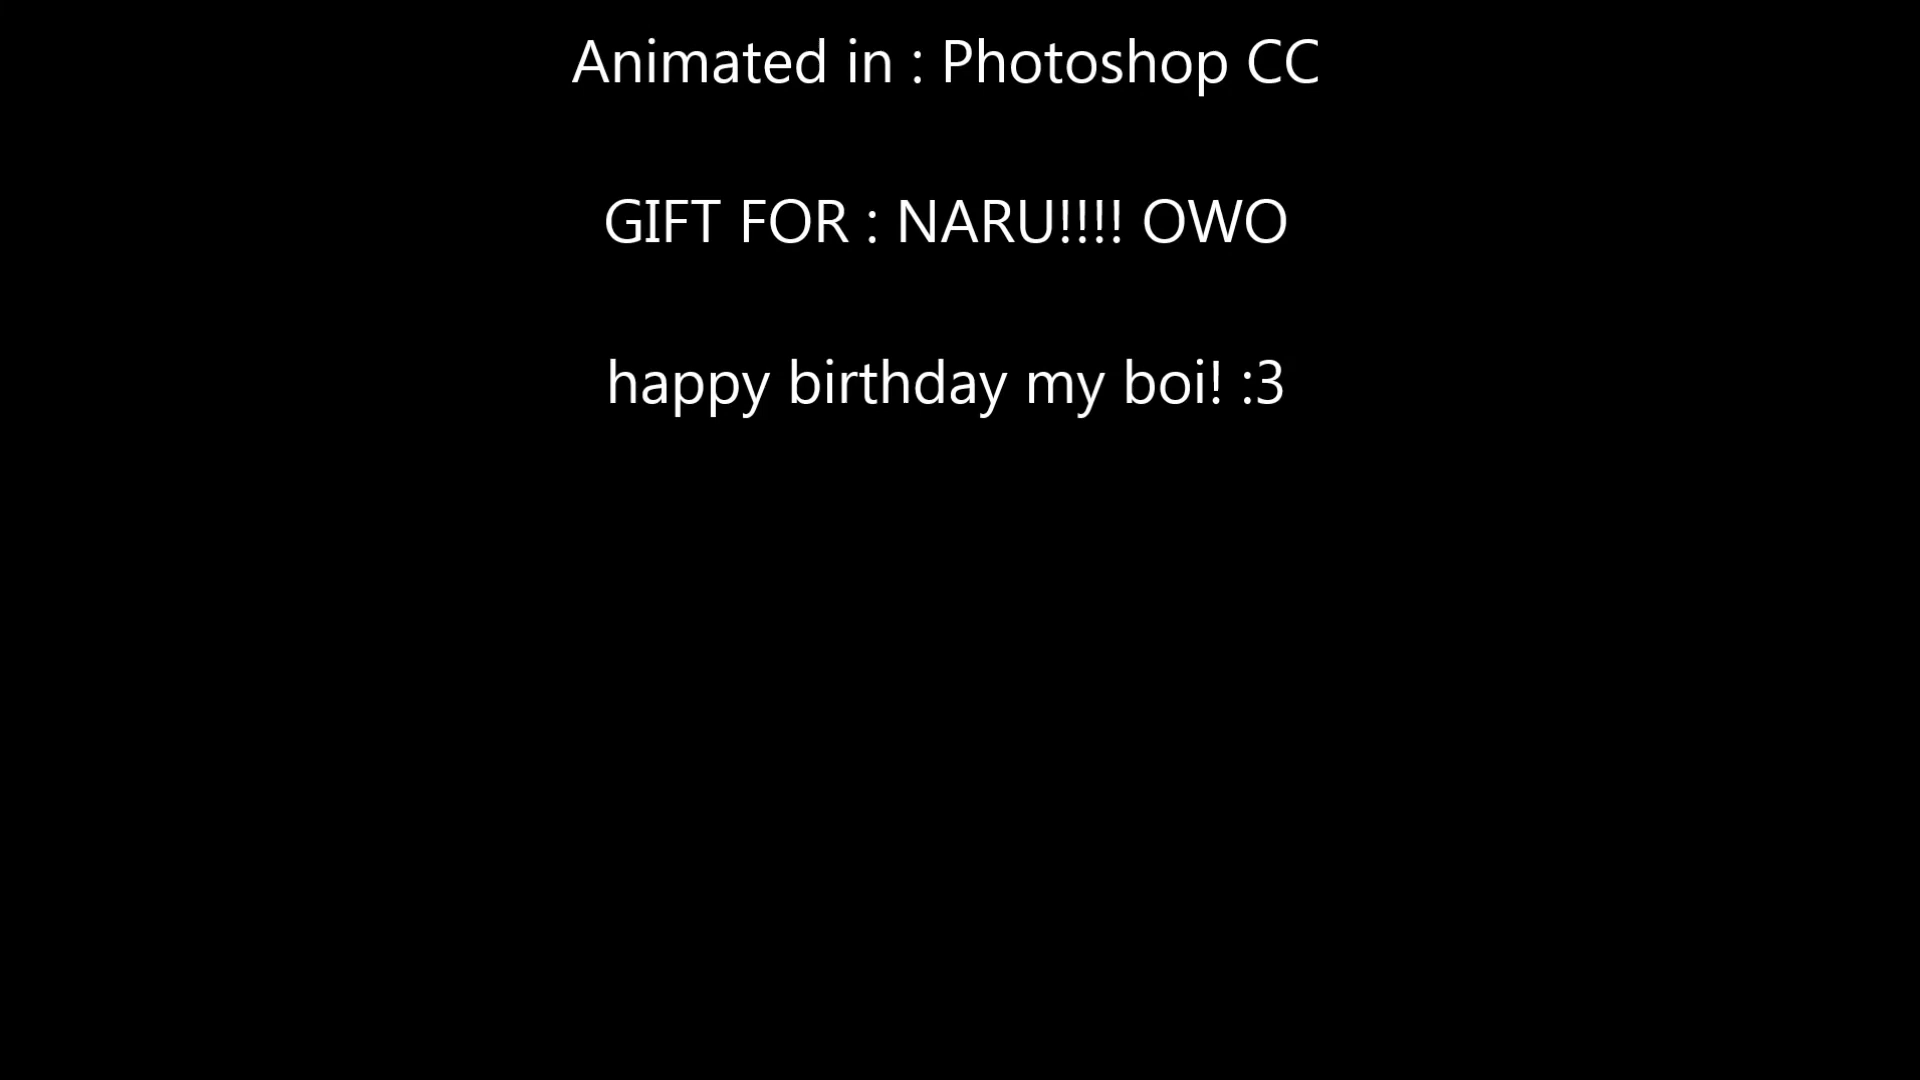 Animated in : Photoshop CC
GIFT FOR : NARU!!!! OWO
happy birthday my boi! :3